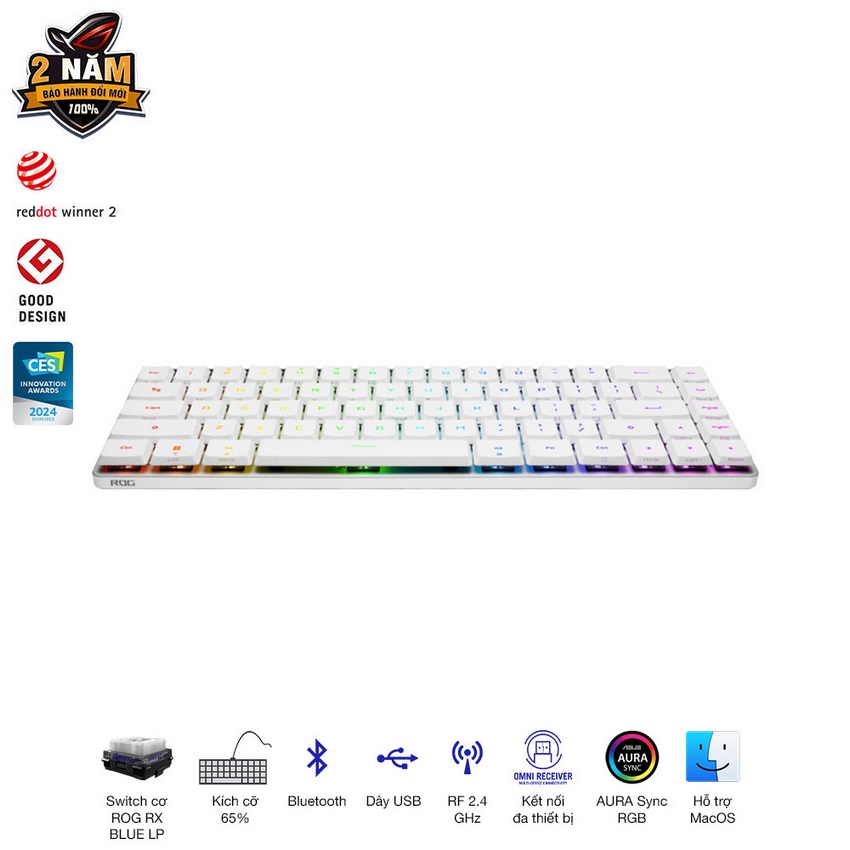 2 NĂM
BẢO HÀNH ĐỔI MỚI
100%
reddot winner 2
GOOD
DESIGN
CES
INNOVATION
AWARDS
2024
HONOREE
ROG
OMNI RECEIVER
Switch cơ
ROG RX
BLUE LP
Kích cỡ
65%
Bluetooth
Dây USB
RF 2.4
GHz
Kết nối
đa thiết bị
ASUS
AURA
SYNC
AURA Sync
RGB
Hỗ trợ
MacOS